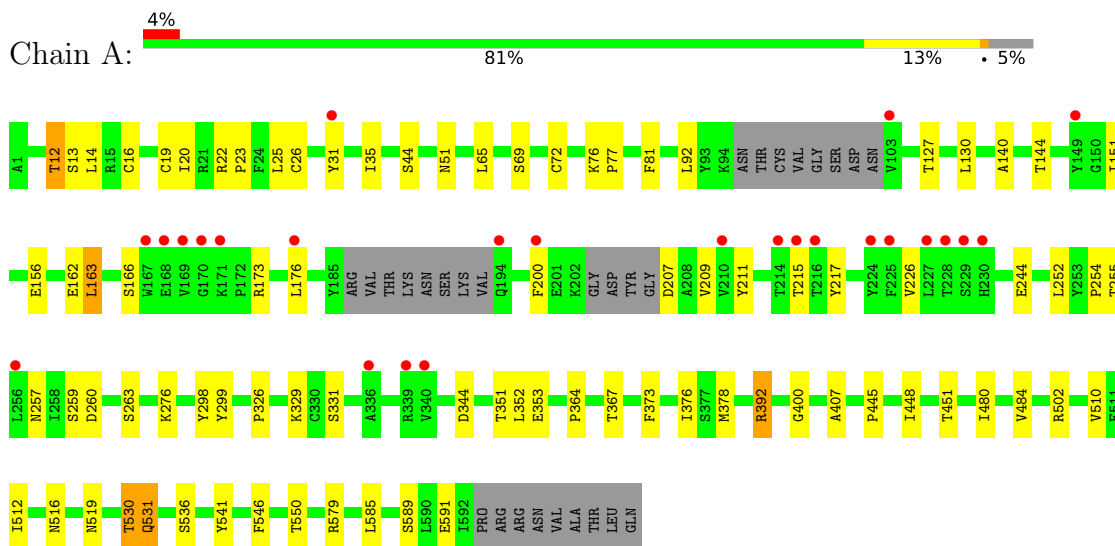 4%
Chain A:
81% 13% • 5%
A1 T12 S13 L14 R15 C16 C19 I20 R21 R22 P23 F24 L25 C26 Y31 I35 S44 N51 L65 S69 C72 K76 P77 F81 L92 Y93 K94 ASN THR CYS VAL GLY SER ASP ASN V103 T127 L130 A140 T144 Y149 G150 I151
E156 E162 L163 S166 W167 E168 V169 G170 K171 P172 R173 L176 Y185 ARG VAL THR LYS ASN SER LYS VAL Q194 F200 E201 K202 GLY ASP TYR GLY D207 A208 V209 V210 Y211 T214 T215 T216 Y217 Y224 F225 V226 L227 T228 S229 H230 E244 L252 Y253 P254 T255
L256 N257 I258 S259 D260 S263 K276 Y298 Y299 P326 K329 C330 S331 A336 R339 V340 D344 T351 L352 E353 P364 T367 F373 I376 S377 M378 R392 G400 A407 P445 I448 T451 I480 V484 R502 V510 E511
I512 N516 N519 T530 Q531 S536 Y541 F546 T550 R579 L585 S589 L590 E591 I592 PRO ARG ARG ASN VAL ALA THR LEU GLN